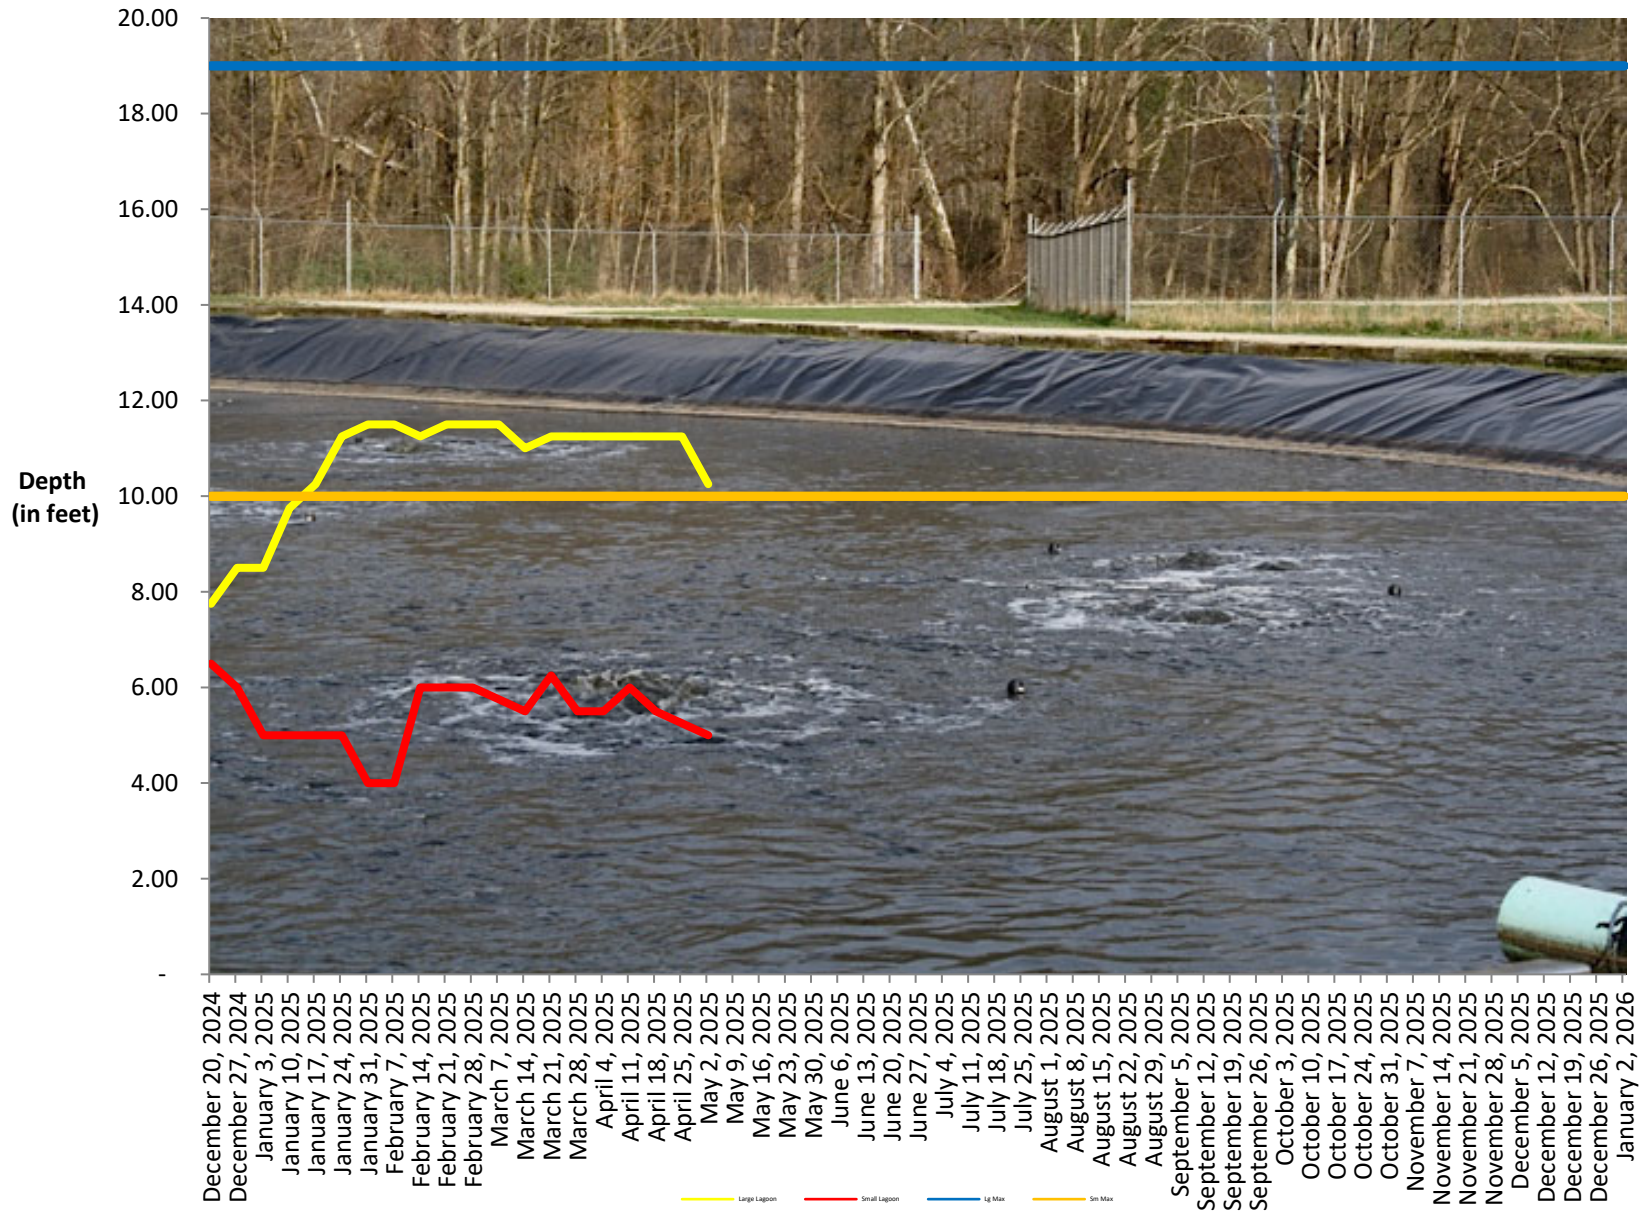 20.00
18.00
16.00
14.00
12.00
10.00
8.00
6.00
4.00
2.00
-
Depth
(in feet)
December 20, 2024
December 27, 2024
January 3, 2025
January 10, 2025
January 17, 2025
January 24, 2025
January 31, 2025
February 7, 2025
February 14, 2025
February 21, 2025
February 28, 2025
March 7, 2025
March 14, 2025
March 21, 2025
March 28, 2025
April 4, 2025
April 11, 2025
April 18, 2025
April 25, 2025
May 2, 2025
May 9, 2025
May 16, 2025
May 23, 2025
May 30, 2025
June 6, 2025
June 13, 2025
June 20, 2025
June 27, 2025
July 4, 2025
July 11, 2025
July 18, 2025
July 25, 2025
August 1, 2025
August 8, 2025
August 15, 2025
August 22, 2025
August 29, 2025
September 5, 2025
September 12, 2025
September 19, 2025
September 26, 2025
October 3, 2025
October 10, 2025
October 17, 2025
October 24, 2025
October 31, 2025
November 7, 2025
November 14, 2025
November 21, 2025
November 28, 2025
December 5, 2025
December 12, 2025
December 19, 2025
December 26, 2025
January 2, 2026
Large Lagoon
Small Lagoon
Lg Max
Sm Max